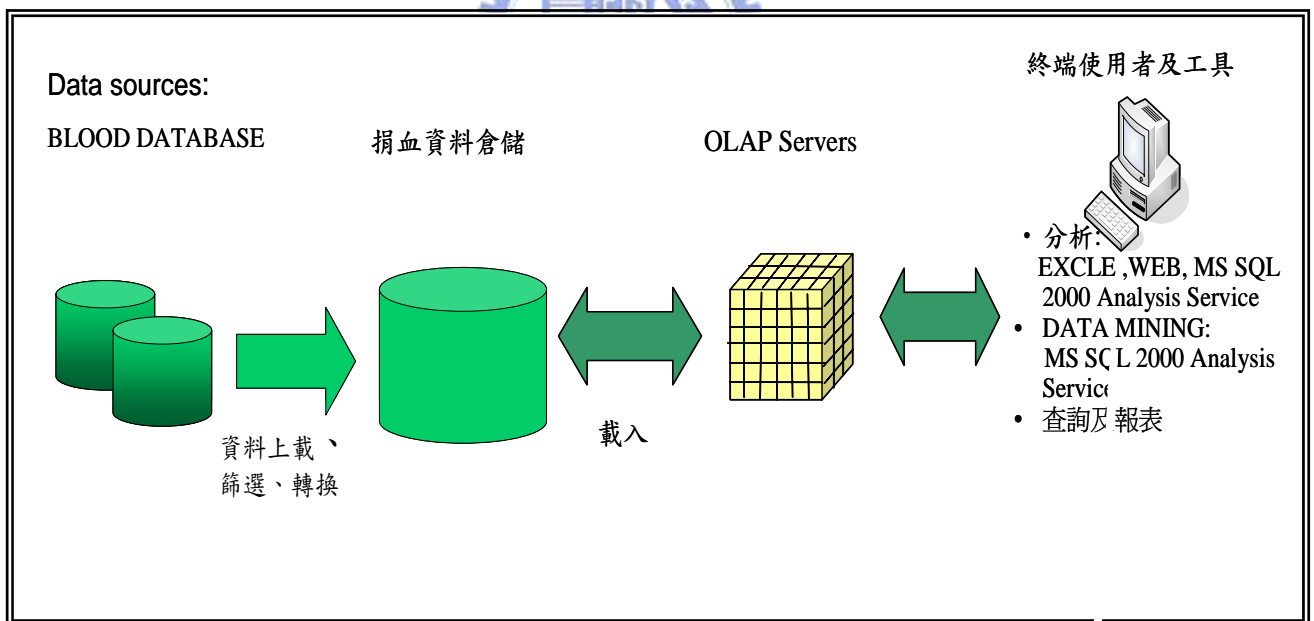 Data sources:
BLOOD DATABASE
捐血資料倉儲
OLAP Servers
終端使用者及工具
資料上載、
篩選、轉換
載入
• 分析:
EXCLE ,WEB, MS SQL
2000 Analysis Service
• DATA MINING:
MS SQL 2000 Analysis
Service
• 查詢及 報表